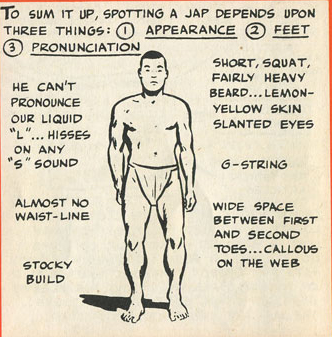 TO SUM IT UP, SPOTTING A JAP DEPENDS UPON
THREE THINGS: ① APPEARANCE ② FEET
③ PRONUNCIATION
HE CAN'T
PRONOUNCE
OUR LIQUID
"L"... HISSES
ON ANY
"S" SOUND
ALMOST NO
WAIST-LINE
STOCKY
BUILD
SHORT, SQUAT,
FAIRLY HEAVY
BEARD...LEMON-
YELLOW SKIN
SLANTED EYES
G-STRING
WIDE SPACE
BETWEEN FIRST
AND SECOND
TOES...CALLOUS
ON THE WEB